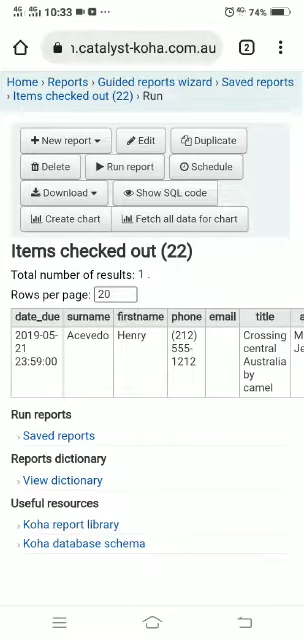 4G 4G 10:33 ...
4G 74%
ı.catalyst-koha.com.au
2
Home › Reports › Guided reports wizard › Saved reports
› Items checked out (22) › Run
+ New report Edit Duplicate
Delete Run report Schedule
Download Show SQL code
Create chart Fetch all data for chart
Items checked out (22)
Total number of results: 1 .
Rows per page: 20
date_due surname firstname phone email title a
2019-05- Acevedo Henry (212) Crossing M
21 555- central Je
23:59:00 1212 Australia
by
camel
Run reports
› Saved reports
Reports dictionary
› View dictionary
Useful resources
› Koha report library
› Koha database schema